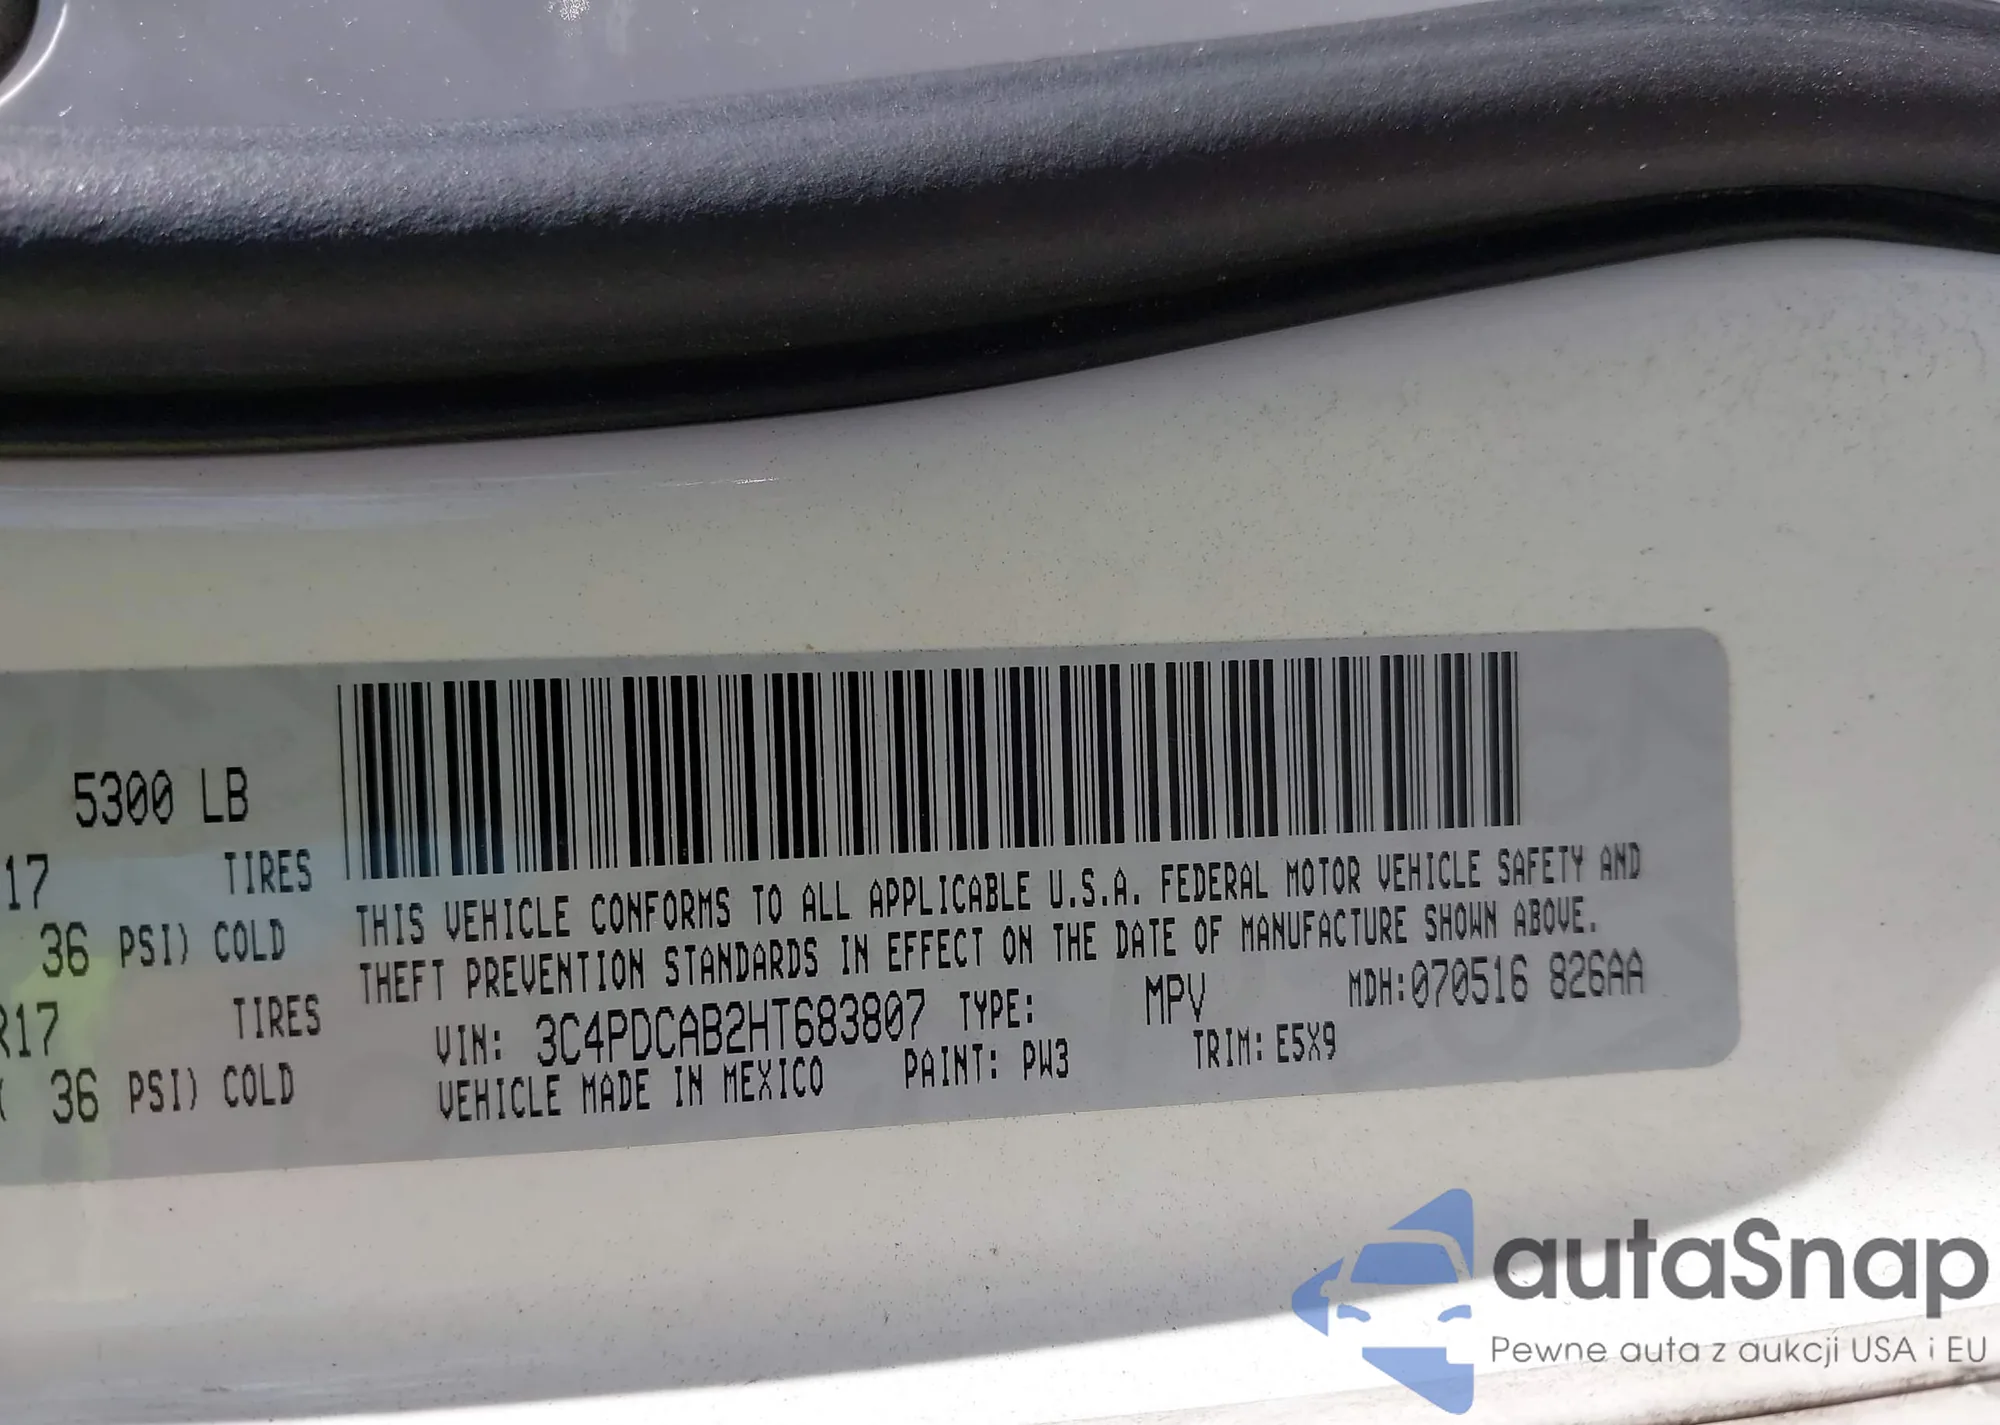 5300 LB
17 TIRES
36 PSI) COLD
R17 TIRES
36 PSI) COLD
THIS VEHICLE CONFORMS TO ALL APPLICABLE U.S.A. FEDERAL MOTOR VEHICLE SAFETY AND
THEFT PREVENTION STANDARDS IN EFFECT ON THE DATE OF MANUFACTURE SHOWN ABOVE.
VIN: 3C4PDCAB2HT683807 TYPE: MPV MDH:070516 826AA
VEHICLE MADE IN MEXICO PAINT: PW3 TRIM: E5X9
autaSnap
Pewne auta z aukcji USA i EU